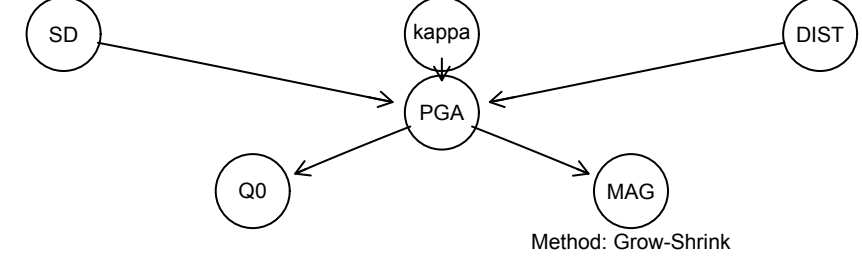 SD
kappa
DIST
PGA
Q0
MAG
Method: Grow-Shrink